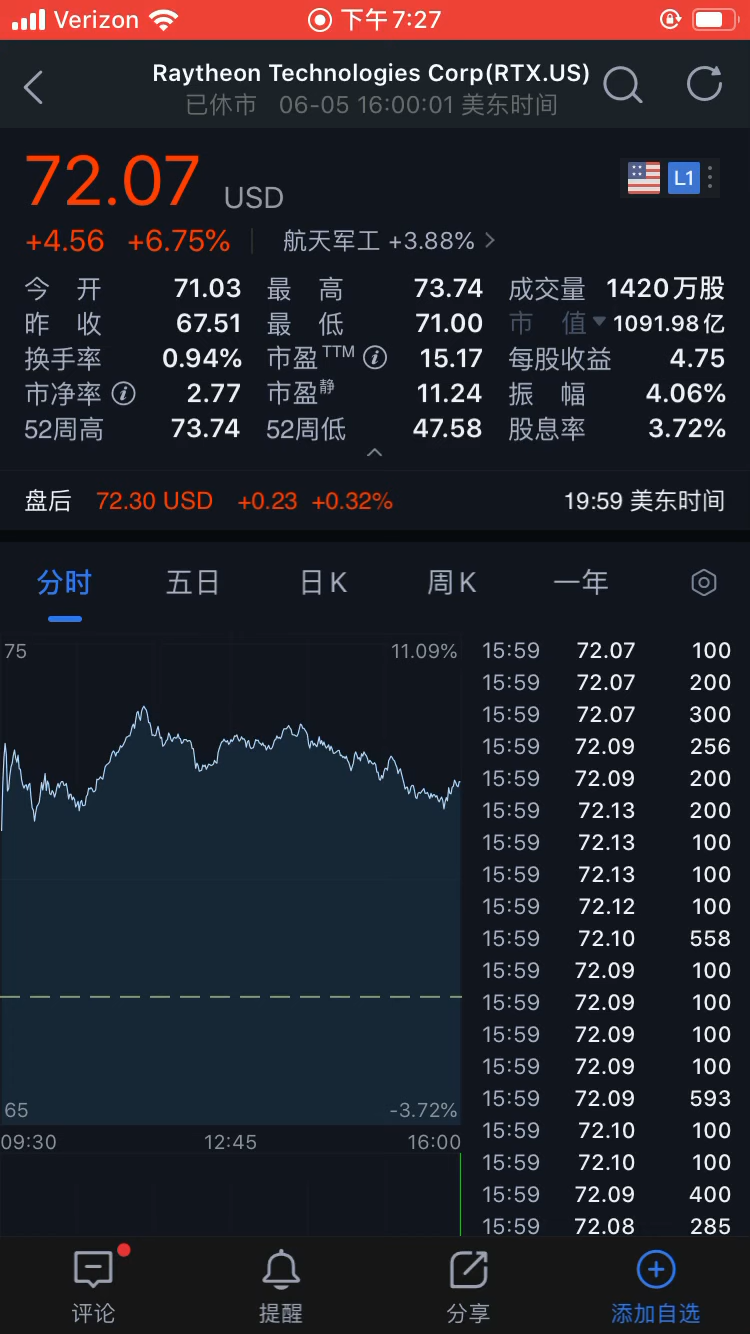 Verizon 下午7:27
Raytheon Technologies Corp(RTX.US)
已休市 06-05 16:00:01 美东时间
72.07 USD
L1
+4.56 +6.75% 航天军工 +3.88%
今开 71.03 最高 73.74 成交量 1420万股
昨收 67.51 最低 71.00 市值 1091.98亿
换手率 0.94% 市盈TTM 15.17 每股收益 4.75
市净率 2.77 市盈静 11.24 振幅 4.06%
52周高 73.74 52周低 47.58 股息率 3.72%
盘后 72.30 USD +0.23 +0.32% 19:59 美东时间
分时 五日 日K 周K 一年
75 11.09%
65 -3.72%
09:30 12:45 16:00
15:59 72.07 100
15:59 72.07 200
15:59 72.07 300
15:59 72.09 256
15:59 72.09 200
15:59 72.13 200
15:59 72.13 100
15:59 72.13 100
15:59 72.12 100
15:59 72.10 558
15:59 72.09 100
15:59 72.09 100
15:59 72.09 100
15:59 72.09 100
15:59 72.09 593
15:59 72.10 100
15:59 72.10 100
15:59 72.09 400
15:59 72.08 285
评论 提醒 分享 添加自选